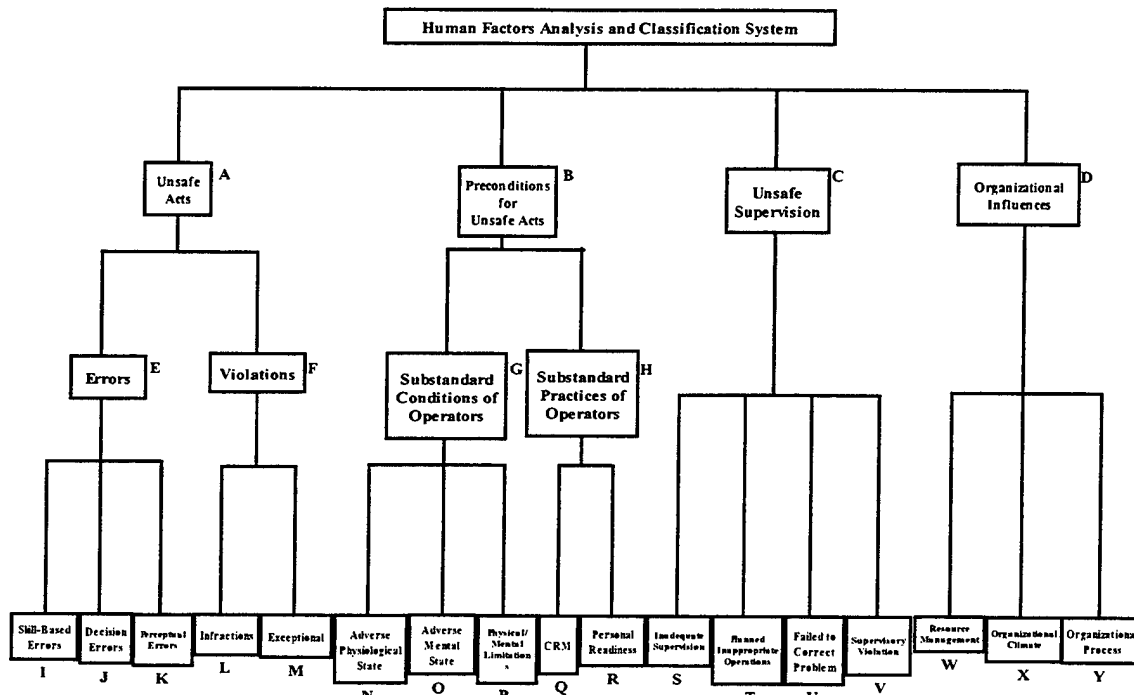 Human Factors Analysis and Classification System
A
Unsafe
Acts
B
Preconditions
for
Unsafe Acts
C
Unsafe
Supervision
D
Organizational
Influences
E
Errors
F
Violations
G
Substandard
Conditions of
Operators
H
Substandard
Practices of
Operators
Skill-Based
Errors
I
Decision
Errors
J
Perceptual
Errors
K
Infractions
L
Exceptional
M
Adverse
Physiological
State
N
Adverse
Mental
State
O
Physical/
Mental Limitation
s
P
CRM
Q
Personal
Readiness
R
Inadequate
Supervision
S
Planned
Inappropriate
Operations
T
Failed to
Correct
Problem
U
Supervisory
Violation
V
Resource
Management
W
Organizational
Climate
X
Organizational
Process
Y